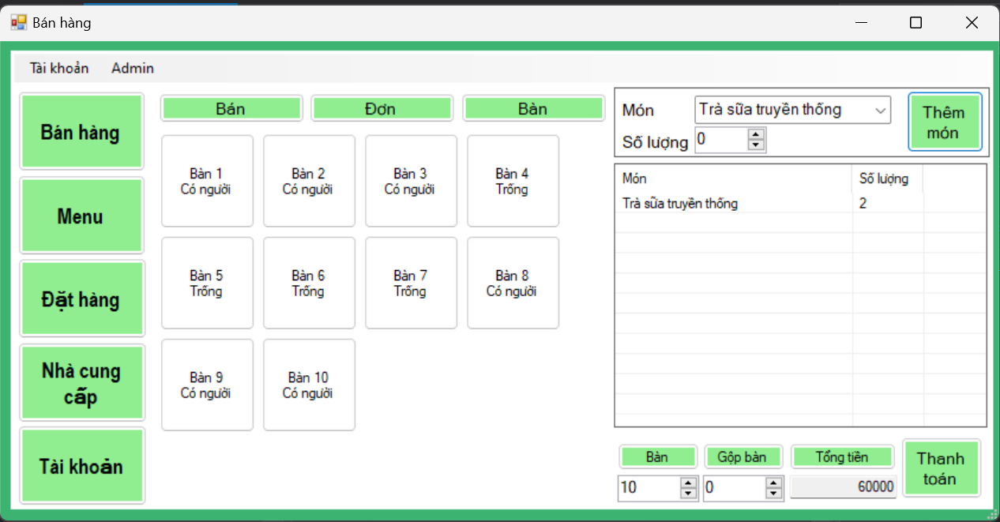 Bán hàng
Tài khoản Admin
Bán hàng
Menu
Đặt hàng
Nhà cung
cấp
Tài khoản
Bán Đơn Bàn
Bàn 1
Có người
Bàn 2
Có người
Bàn 3
Có người
Bàn 4
Trống
Bàn 5
Trống
Bàn 6
Trống
Bàn 7
Trống
Bàn 8
Có người
Bàn 9
Có người
Bàn 10
Có người
Món Trà sữa truyền thống
Số lượng 0
Thêm
món
Món Số lượng
Trà sữa truyền thống 2
Bàn Gộp bàn Tổng tiền
10 0 60000
Thanh
toán